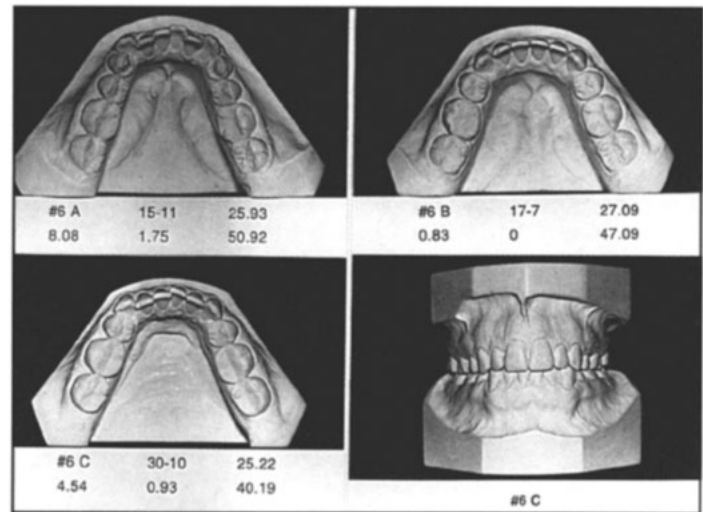 #6 A 15-11 25.93
8.08 1.75 50.92
#6 B 17-7 27.09
0.83 0 47.09
#6 C 30-10 25.22
4.54 0.93 40.19
#6 C